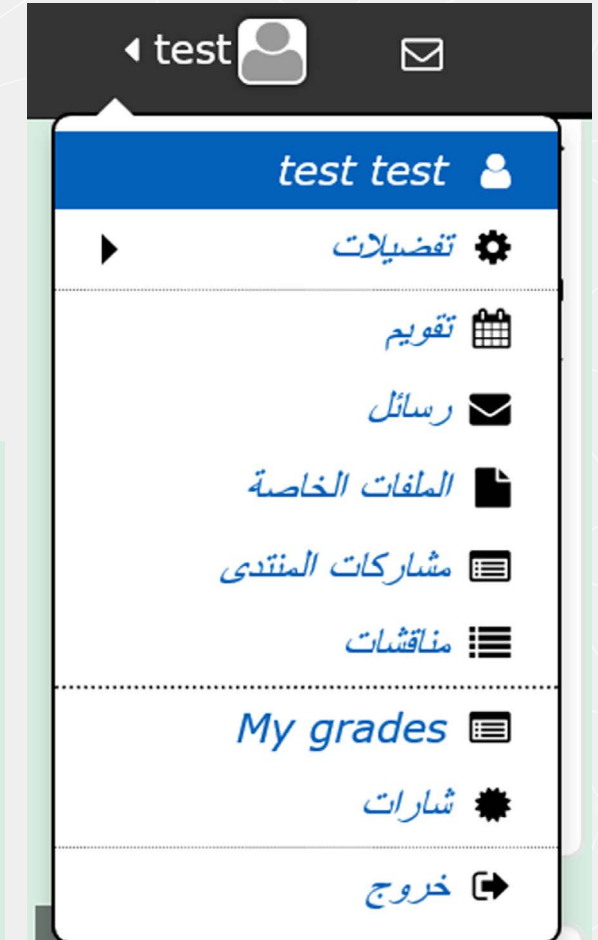 test
test test
تفضيلات
تقويم
رسائل
الملفات الخاصة
مشاركات المنتدى
مناقشات
My grades
شارات
خروج